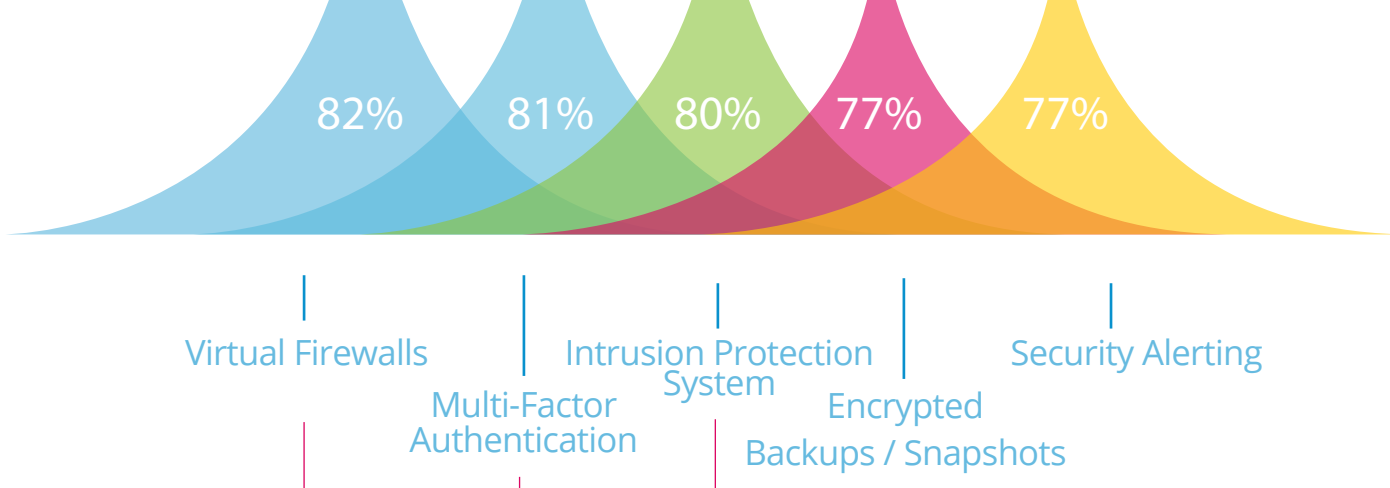 82% 81% 80% 77% 77%
Virtual Firewalls
Multi-Factor
Authentication
Intrusion Protection
System
Encrypted
Backups / Snapshots
Security Alerting